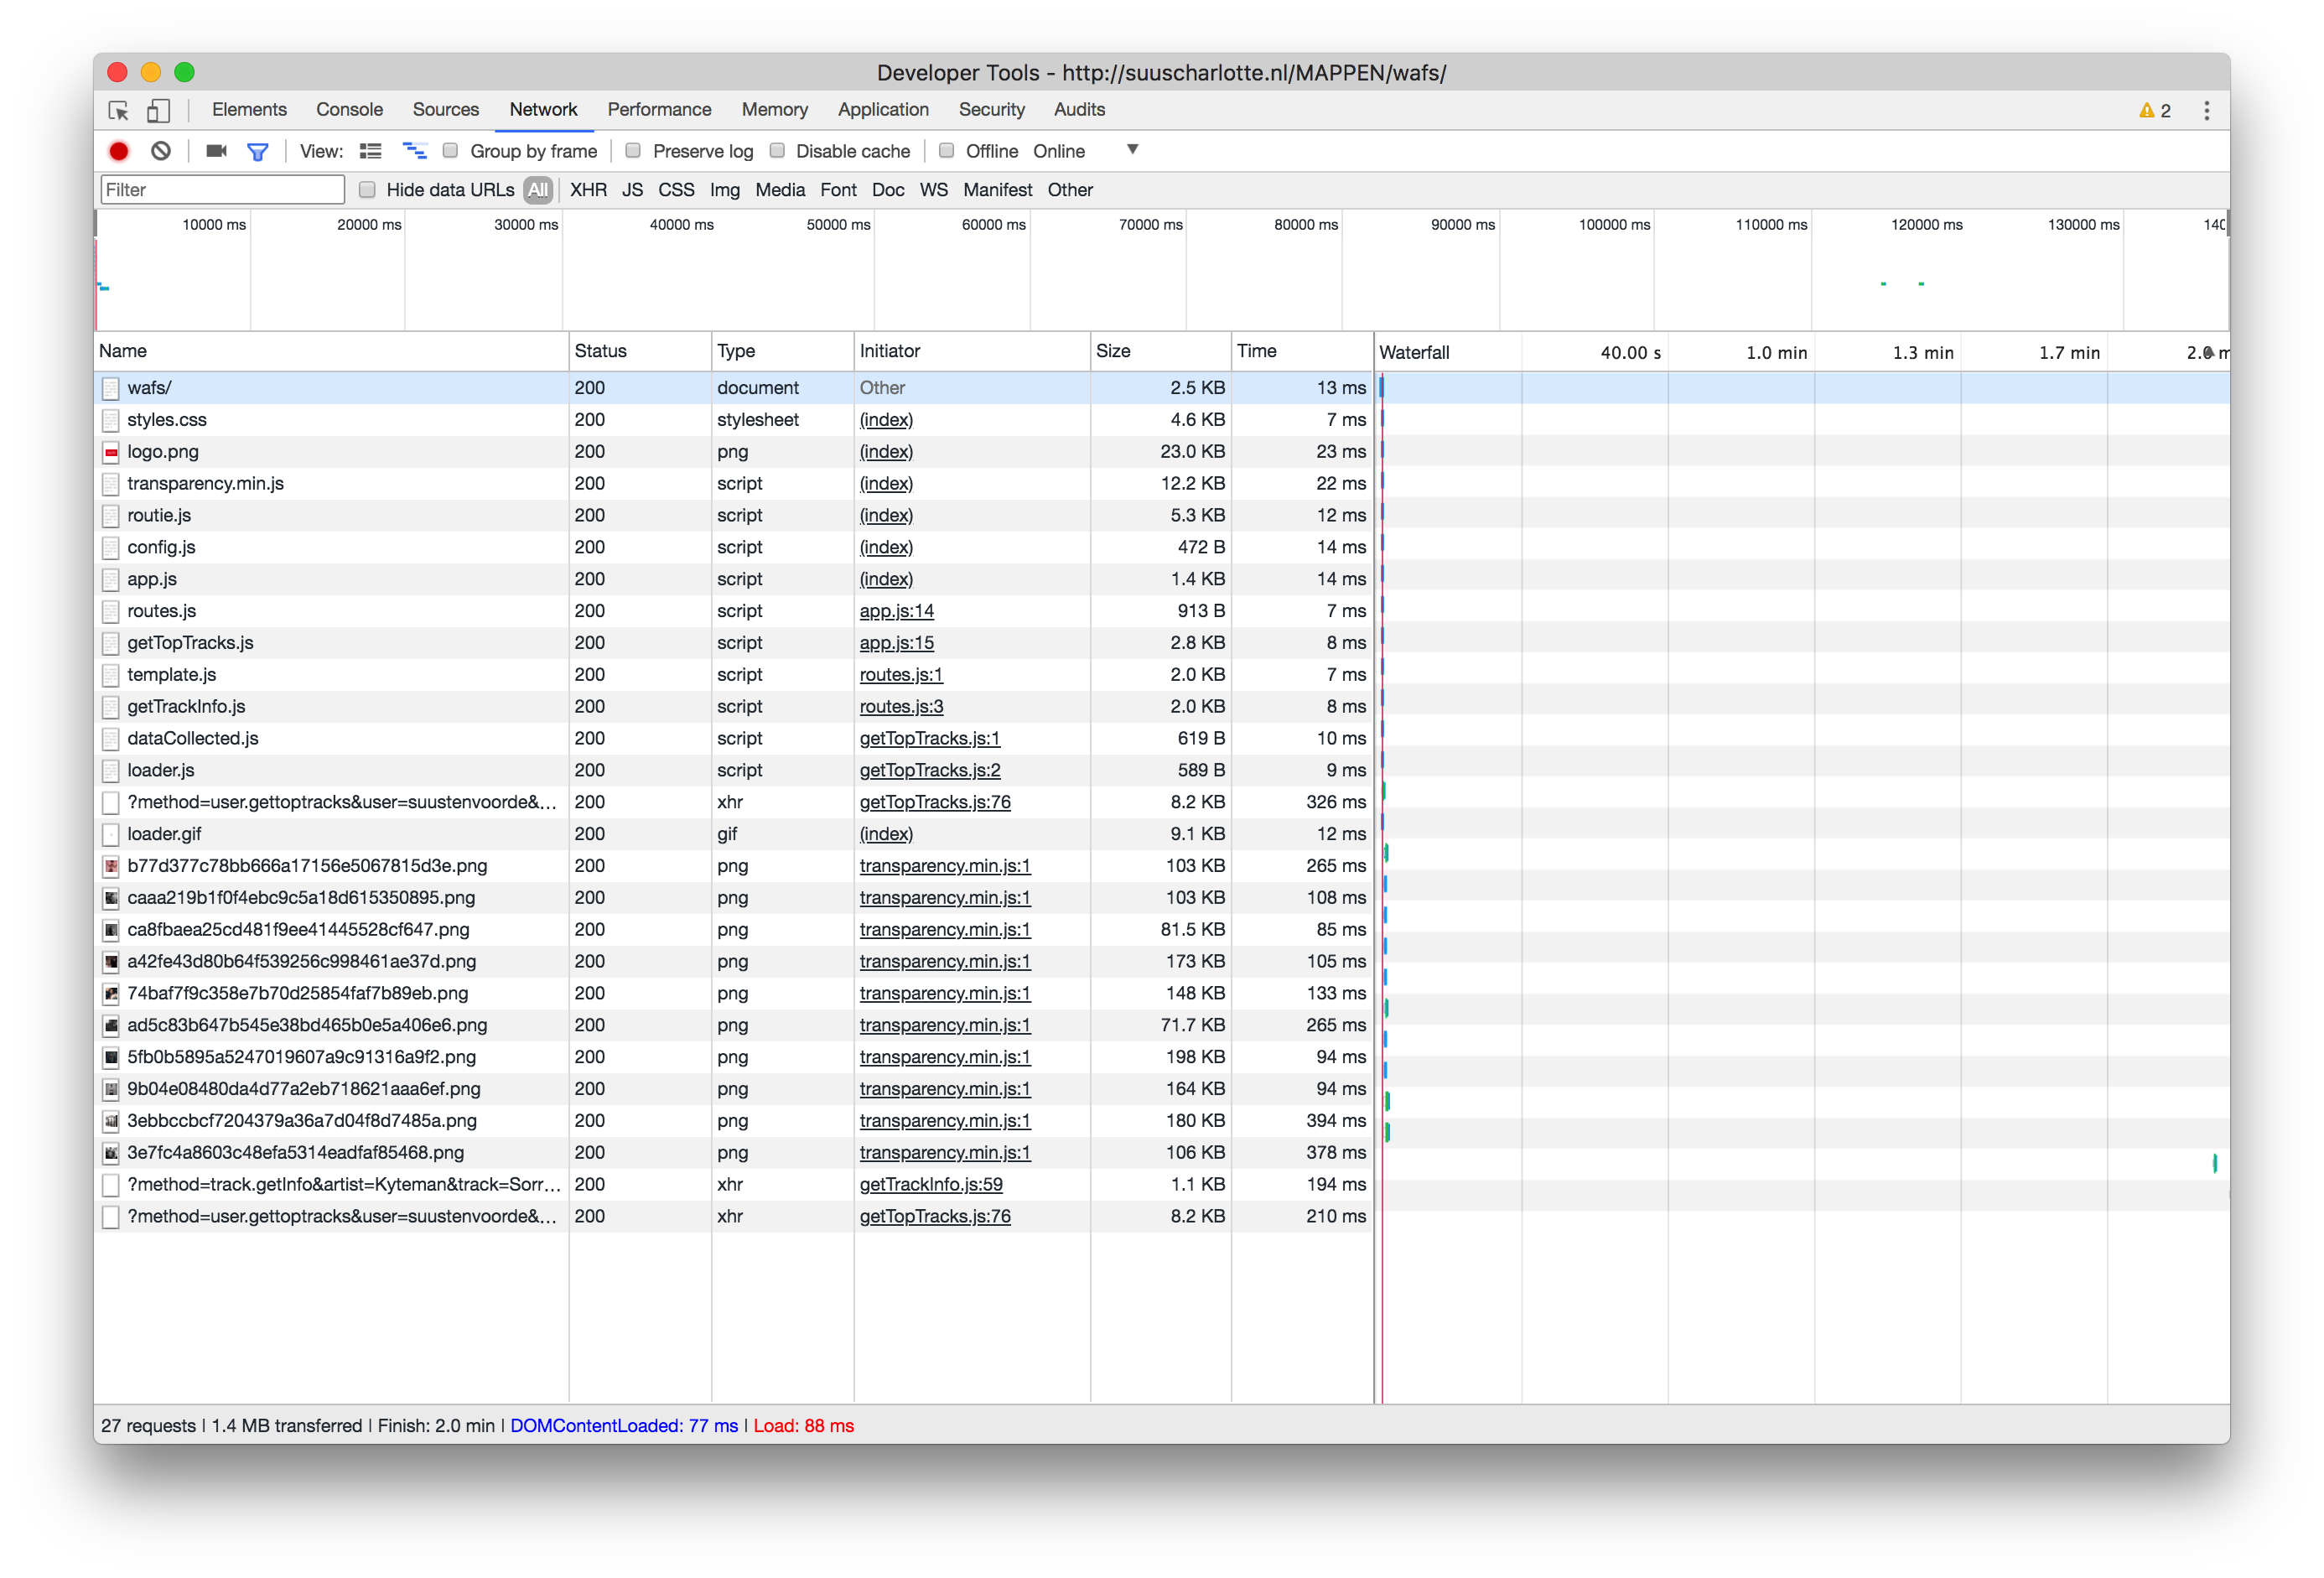 Developer Tools - http://suuscharlotte.nl/MAPPEN/wafs/
Elements Console Sources Network Performance Memory Application Security Audits 2
View: Group by frame Preserve log Disable cache Offline Online
Filter Hide data URLs All XHR JS CSS Img Media Font Doc WS Manifest Other
10000 ms 20000 ms 30000 ms 40000 ms 50000 ms 60000 ms 70000 ms 80000 ms 90000 ms 100000 ms 110000 ms 120000 ms 130000 ms 140
Name Status Type Initiator Size Time Waterfall 40.00 s 1.0 min 1.3 min 1.7 min 2.0 m
wafs/ 200 document Other 2.5 KB 13 ms
styles.css 200 stylesheet (index) 4.6 KB 7 ms
logo.png 200 png (index) 23.0 KB 23 ms
transparency.min.js 200 script (index) 12.2 KB 22 ms
routie.js 200 script (index) 5.3 KB 12 ms
config.js 200 script (index) 472 B 14 ms
app.js 200 script (index) 1.4 KB 14 ms
routes.js 200 script app.js:14 913 B 7 ms
getTopTracks.js 200 script app.js:15 2.8 KB 8 ms
template.js 200 script routes.js:1 2.0 KB 7 ms
getTrackInfo.js 200 script routes.js:3 2.0 KB 8 ms
dataCollected.js 200 script getTopTracks.js:1 619 B 10 ms
loader.js 200 script getTopTracks.js:2 589 B 9 ms
?method=user.gettoptracks&user=suustenvoorde&... 200 xhr getTopTracks.js:76 8.2 KB 326 ms
loader.gif 200 gif (index) 9.1 KB 12 ms
b77d377c78bb666a17156e5067815d3e.png 200 png transparency.min.js:1 103 KB 265 ms
caaa219b1f0f4ebc9c5a18d615350895.png 200 png transparency.min.js:1 103 KB 108 ms
ca8fbaea25cd481f9ee41445528cf647.png 200 png transparency.min.js:1 81.5 KB 85 ms
a42fe43d80b64f539256c998461ae37d.png 200 png transparency.min.js:1 173 KB 105 ms
74baf7f9c358e7b70d25854faf7b89eb.png 200 png transparency.min.js:1 148 KB 133 ms
ad5c83b647b545e38bd465b0e5a406e6.png 200 png transparency.min.js:1 71.7 KB 265 ms
5fb0b5895a5247019607a9c91316a9f2.png 200 png transparency.min.js:1 198 KB 94 ms
9b04e08480da4d77a2eb718621aaa6ef.png 200 png transparency.min.js:1 164 KB 94 ms
3ebbccbcf7204379a36a7d04f8d7485a.png 200 png transparency.min.js:1 180 KB 394 ms
3e7fc4a8603c48efa5314eadfaf85468.png 200 png transparency.min.js:1 106 KB 378 ms
?method=track.getInfo&artist=Kyteman&track=Sorr... 200 xhr getTrackInfo.js:59 1.1 KB 194 ms
?method=user.gettoptracks&user=suustenvoorde&... 200 xhr getTopTracks.js:76 8.2 KB 210 ms
27 requests | 1.4 MB transferred | Finish: 2.0 min | DOMContentLoaded: 77 ms | Load: 88 ms